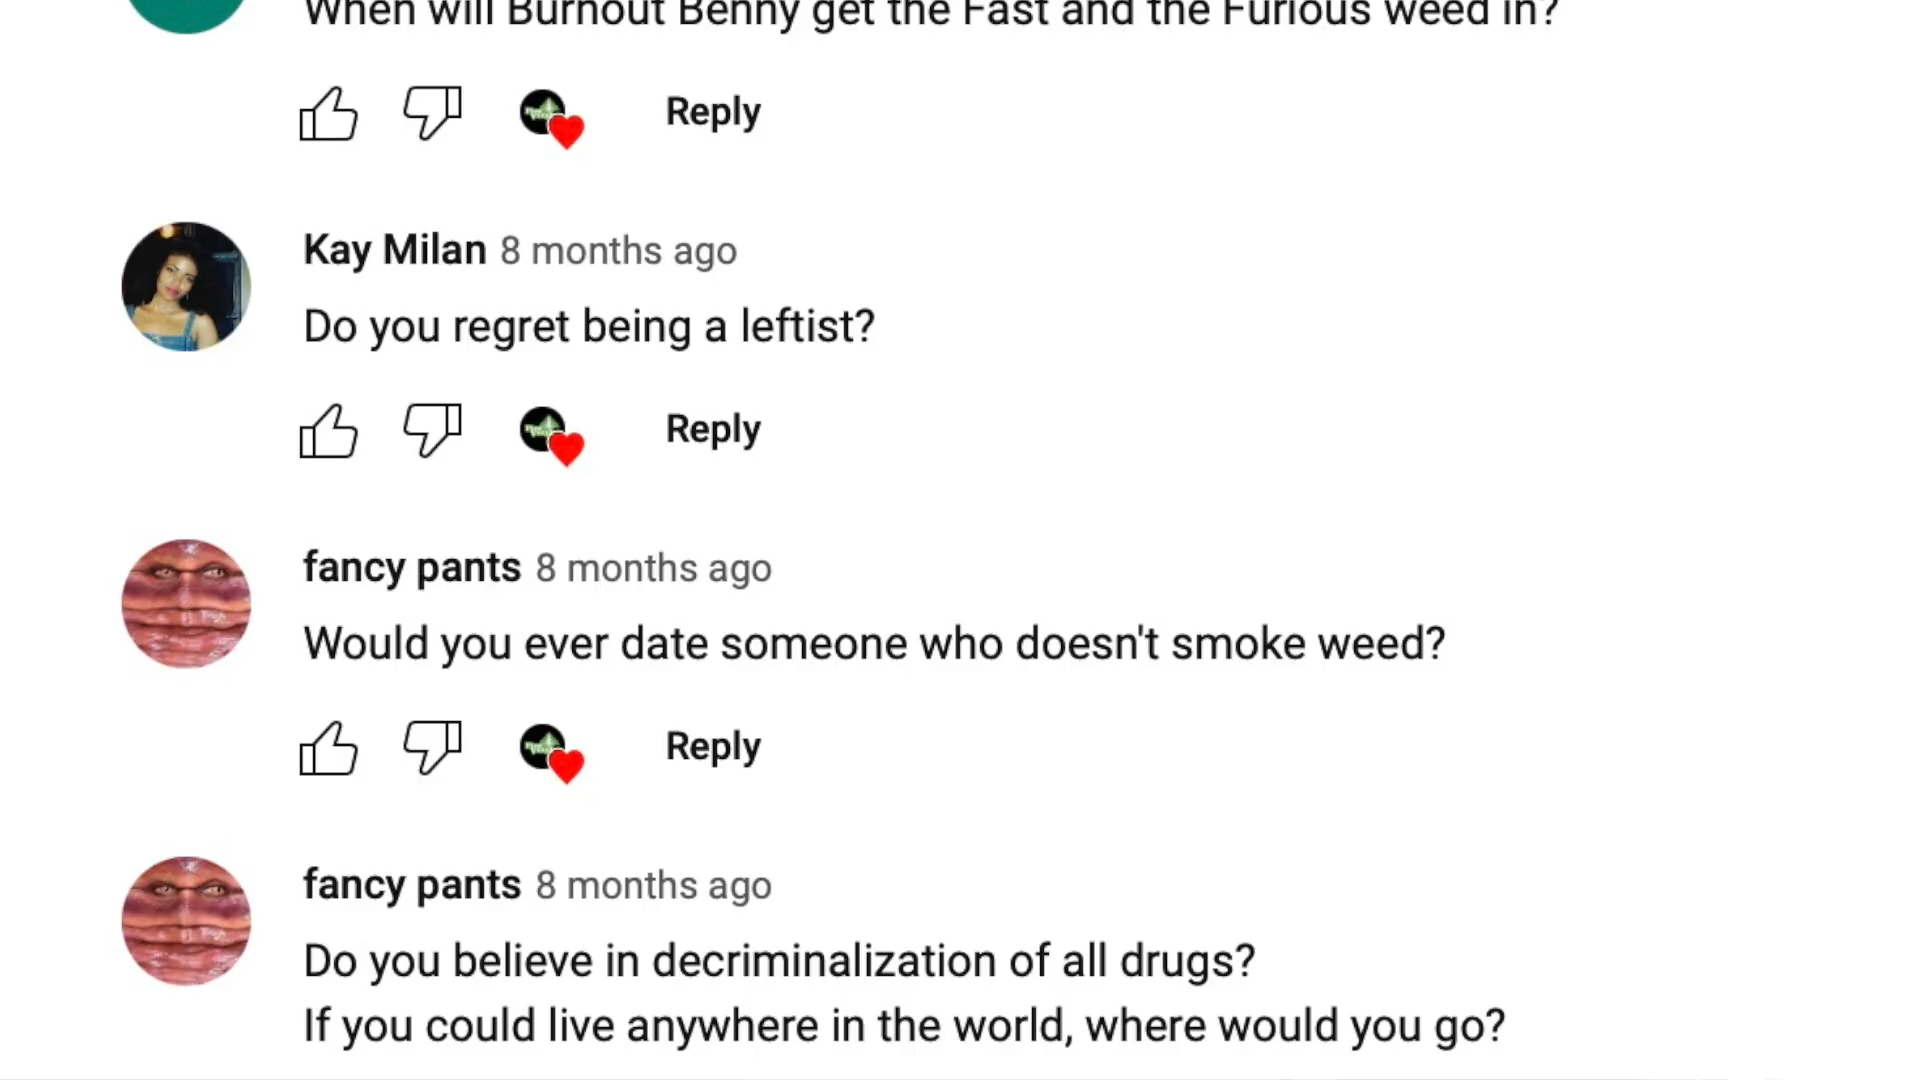 When will Burnout Benny get the Fast and the Furious weed in?
Reply
Kay Milan 8 months ago
Do you regret being a leftist?
Reply
fancy pants 8 months ago
Would you ever date someone who doesn't smoke weed?
Reply
fancy pants 8 months ago
Do you believe in decriminalization of all drugs?
If you could live anywhere in the world, where would you go?